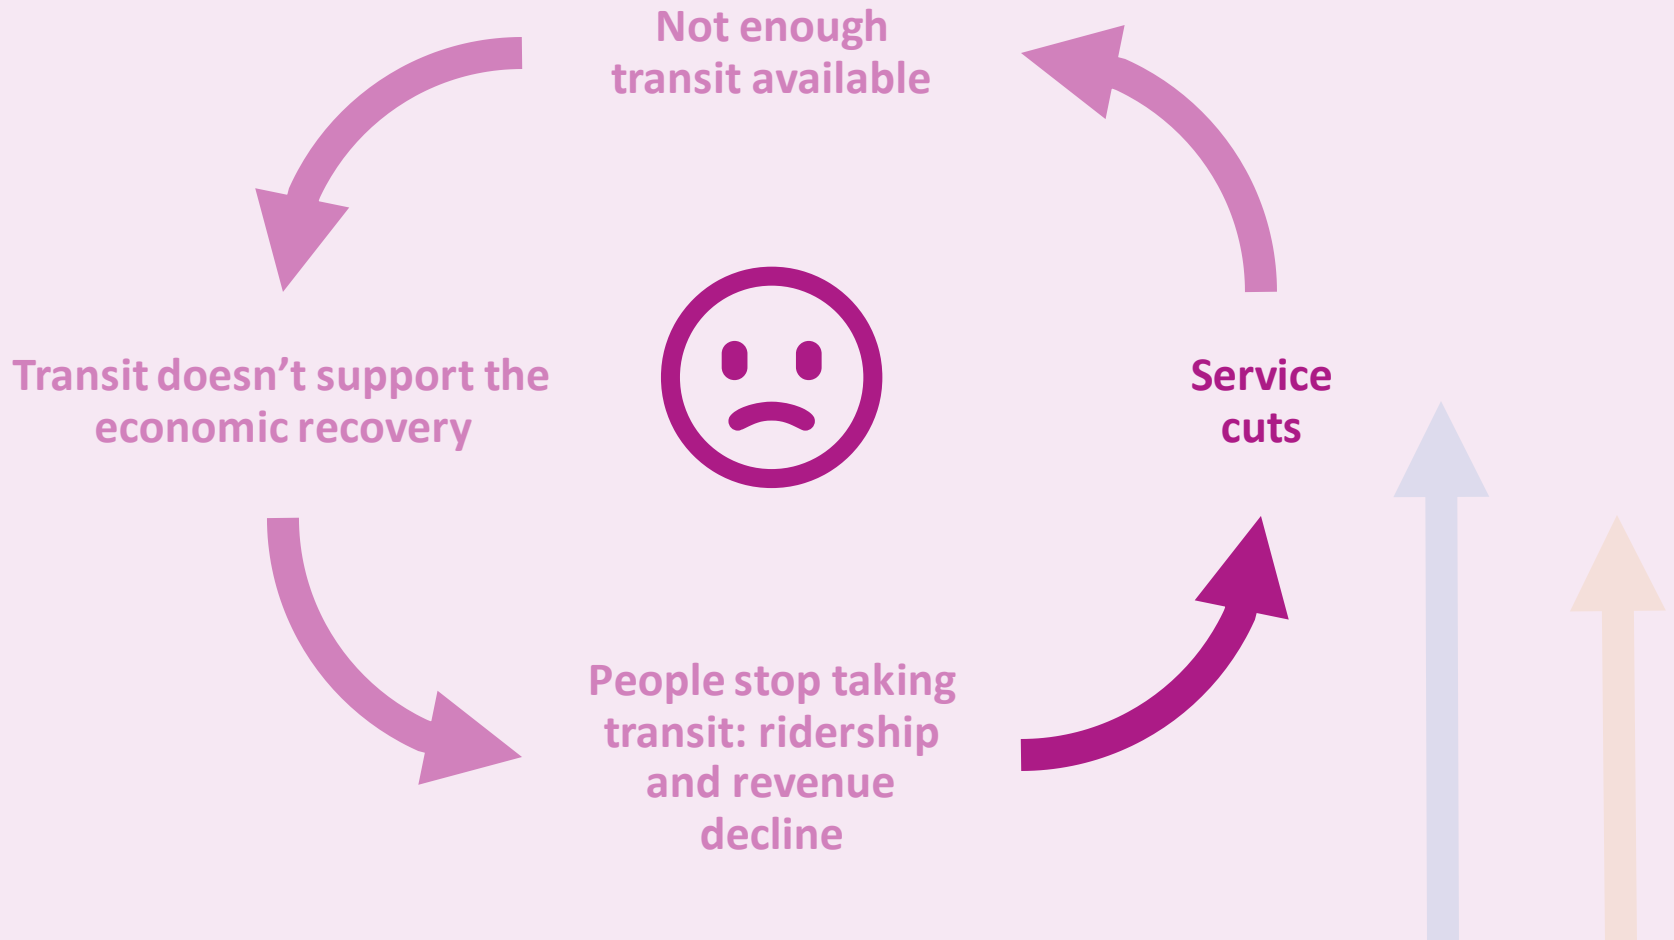 Not enough
transit available
Transit doesn’t support the
economic recovery
Service
cuts
People stop taking
transit: ridership
and revenue
decline